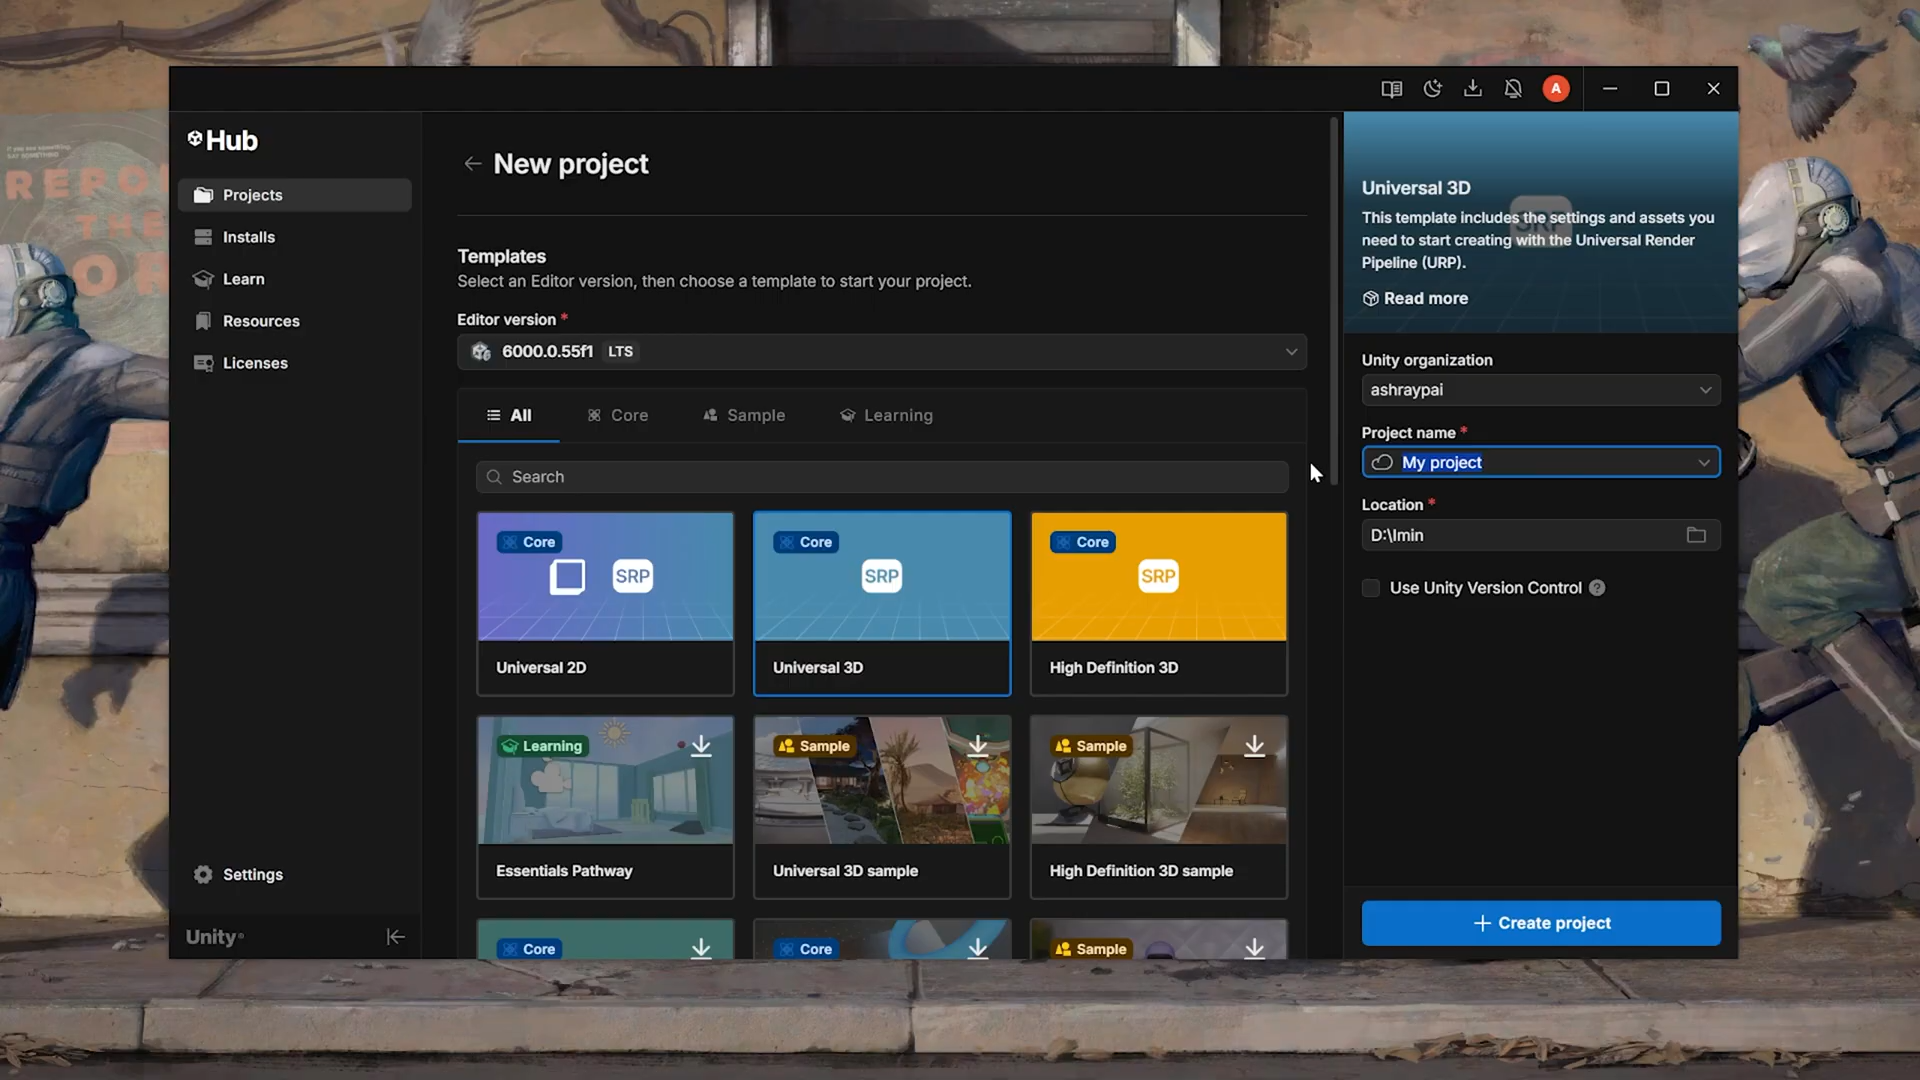 Hub
Projects
Installs
Learn
Resources
Licenses
Settings
Unity®
A
New project
Templates
Select an Editor version, then choose a template to start your project.
Editor version *
6000.0.55f1 LTS
All
Core
Sample
Learning
Search
Core
SRP
Universal 2D
Core
SRP
Universal 3D
Core
SRP
High Definition 3D
Learning
Essentials Pathway
Sample
Universal 3D sample
Sample
High Definition 3D sample
Core
Core
Sample
SRP
Universal 3D
This template includes the settings and assets you
need to start creating with the Universal Render
Pipeline (URP).
Read more
Unity organization
ashraypai
Project name *
My project
Location *
D:\Imin
Use Unity Version Control ?
+ Create project
THE